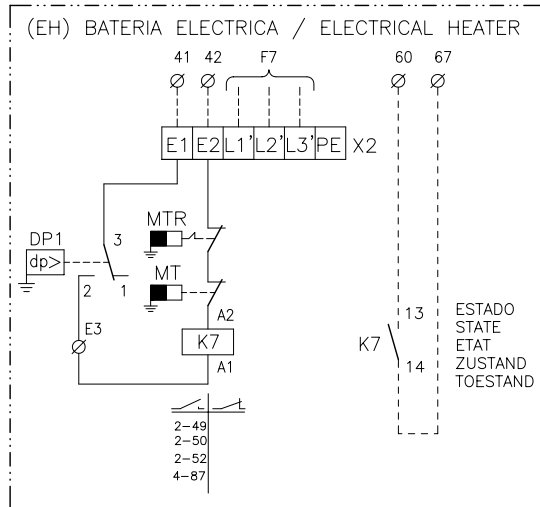 (EH) BATERIA ELECTRICA / ELECTRICAL HEATER
41 42 F7 60 67
E1 E2 L1' L2' L3' PE X2
MTR
DP1 3
dp>
MT
2 1
E3
A2
K7
A1
13
K7
14
ESTADO
STATE
ETAT
ZUSTAND
TOESTAND
2-49
2-50
2-52
4-87